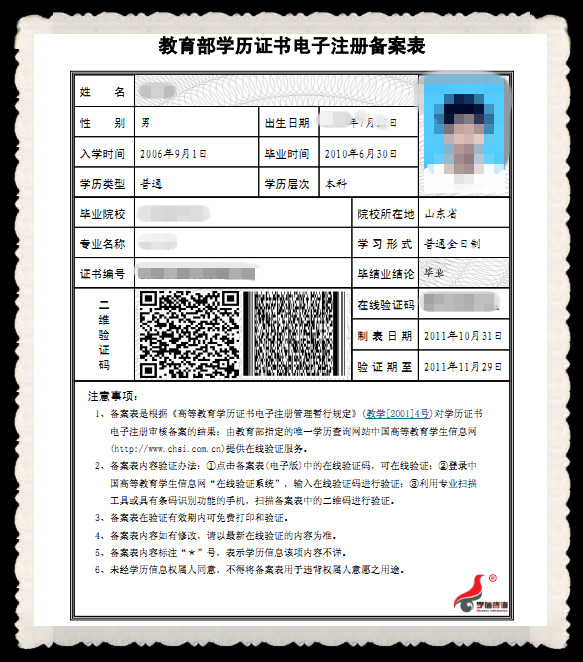 教育部学历证书电子注册备案表
姓 名
性 别 男 出生日期 年7月 日
入学时间 2006年9月1日 毕业时间 2010年6月30日
学历类型 普通 学历层次 本科
毕业院校 院校所在地 山东省
专业名称 学习形式 普通全日制
证书编号 毕结业结论 毕业
二维验证码
在线验证码
制表日期 2011年10月31日
验证期至 2011年11月29日
注意事项：
1、备案表是根据《高等教育学历证书电子注册管理暂行规定》(教学[2001]4号)对学历证书
电子注册审核备案的结果；由教育部指定的唯一学历查询网站中国高等教育学生信息网
(http://www.chsi.com.cn)提供在线验证服务。
2、备案表内容验证办法：①点击备案表(电子版)中的在线验证码，可在线验证；②登录中
国高等教育学生信息网“在线验证系统”，输入在线验证码进行验证；③利用专业扫描
工具或具有条码识别功能的手机，扫描备案表中的二维码进行验证。
3、备案表在验证有效期内可免费打印和验证。
4、备案表内容如有修改，请以最新在线验证的内容为准。
5、备案表内容标注“＊”号，表示学历信息该项内容不详。
6、未经学历信息权属人同意，不得将备案表用于违背权属人意愿之用途。
®
学信咨询